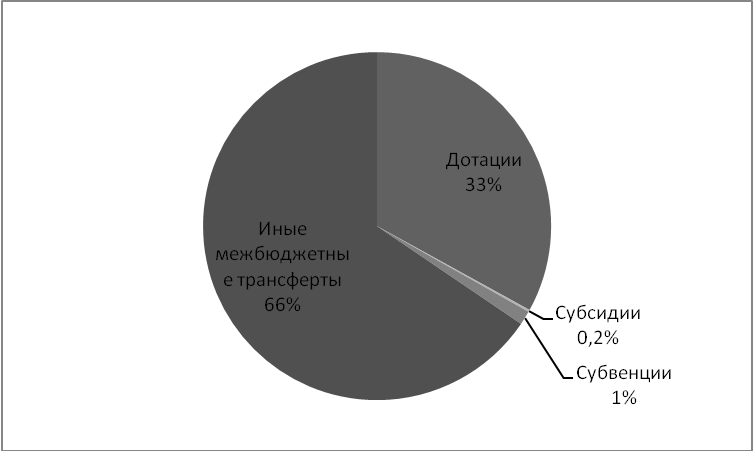 Дотации
33%
Иные
межбюджетны
е трансферты
66%
Субсидии
0,2%
Субвенции
1%